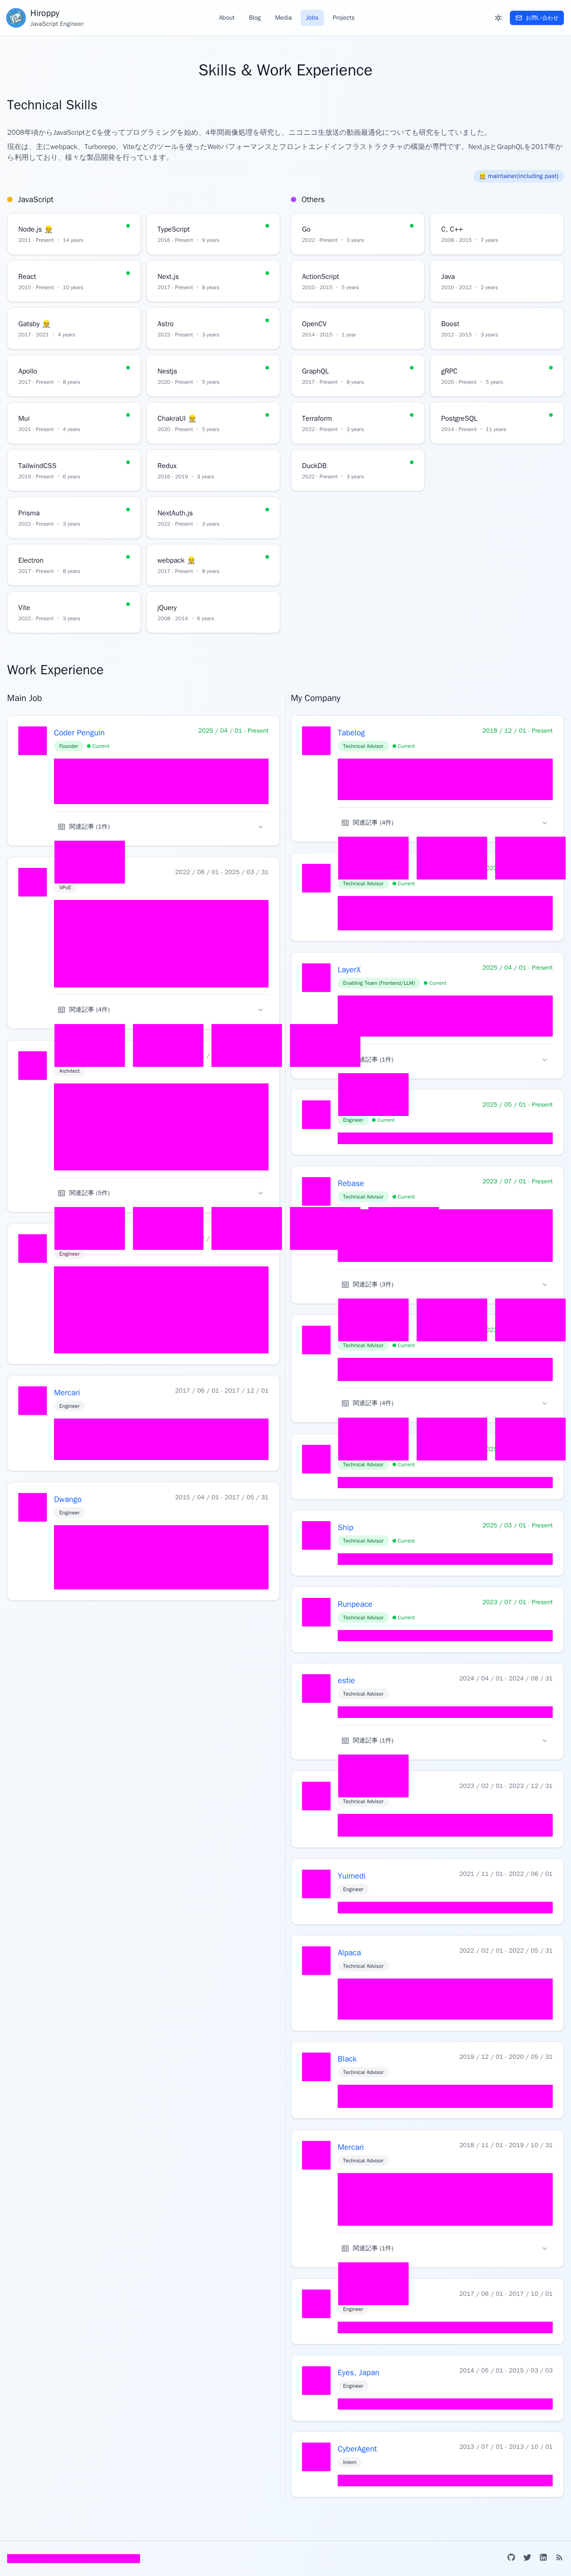 Hiroppy
JavaScript Engineer
About
Blog
Media
Jobs
Projects
お問い合わせ
Skills & Work Experience
Technical Skills
2008年頃からJavaScriptとCを使ってプログラミングを始め、4年間画像処理を研究し、ニコニコ生放送の動画最適化についても研究をしていました。
現在は、主にwebpack、Turborepo、Viteなどのツールを使ったWebパフォーマンスとフロントエンドインフラストラクチャの構築が専門です。Next.jsとGraphQLを2017年か
ら利用しており、様々な製品開発を行っています。
👷 maintainer(including past)
JavaScript
Node.js 👷
2011 - Present • 14 years
TypeScript
2016 - Present • 9 years
React
2015 - Present • 10 years
Next.js
2017 - Present • 8 years
Gatsby 👷
2017 - 2021 • 4 years
Astro
2022 - Present • 3 years
Apollo
2017 - Present • 8 years
Nestjs
2020 - Present • 5 years
Mui
2021 - Present • 4 years
ChakraUI 👷
2020 - Present • 5 years
TailwindCSS
2019 - Present • 6 years
Redux
2016 - 2019 • 3 years
Prisma
2022 - Present • 3 years
NextAuth.js
2022 - Present • 3 years
Electron
2017 - Present • 8 years
webpack 👷
2017 - Present • 8 years
Vite
2022 - Present • 3 years
jQuery
2008 - 2014 • 6 years
Others
Go
2022 - Present • 3 years
C, C++
2008 - 2015 • 7 years
ActionScript
2010 - 2015 • 5 years
Java
2010 - 2012 • 2 years
OpenCV
2014 - 2015 • 1 year
Boost
2012 - 2015 • 3 years
GraphQL
2017 - Present • 8 years
gRPC
2020 - Present • 5 years
Terraform
2022 - Present • 3 years
PostgreSQL
2014 - Present • 11 years
DuckDB
2022 - Present • 3 years
Work Experience
Main Job
Coder Penguin
2025 / 04 / 01 - Present
Founder
Current
関連記事 (1件)
2022 / 08 / 01 - 2025 / 03 / 31
VPoE
関連記事 (4件)
Architect
関連記事 (5件)
Engineer
Mercari
2017 / 06 / 01 - 2017 / 12 / 01
Engineer
Dwango
2015 / 04 / 01 - 2017 / 05 / 31
Engineer
My Company
Tabelog
2018 / 12 / 01 - Present
Technical Advisor
Current
関連記事 (4件)
Technical Advisor
Current
LayerX
2025 / 04 / 01 - Present
Enabling Team (Frontend/LLM)
Current
(1件)
2025 / 05 / 01 - Present
Engineer
Current
Rebase
2023 / 07 / 01 - Present
Technical Advisor
Current
関連記事 (3件)
Technical Advisor
Current
関連記事 (4件)
Technical Advisor
Current
Ship
2025 / 03 / 01 - Present
Technical Advisor
Current
Runpeace
2023 / 07 / 01 - Present
Technical Advisor
Current
estie
2024 / 04 / 01 - 2024 / 08 / 31
Technical Advisor
関連記事 (1件)
2023 / 02 / 01 - 2023 / 12 / 31
Technical Advisor
Yuimedi
2021 / 11 / 01 - 2022 / 06 / 01
Engineer
Alpaca
2022 / 02 / 01 - 2022 / 05 / 31
Technical Advisor
Black
2019 / 12 / 01 - 2020 / 05 / 31
Technical Advisor
Mercari
2018 / 11 / 01 - 2019 / 10 / 31
Technical Advisor
関連記事 (1件)
2017 / 06 / 01 - 2017 / 10 / 01
Engineer
Eyes, Japan
2014 / 05 / 01 - 2015 / 03 / 03
Engineer
CyberAgent
2013 / 07 / 01 - 2013 / 10 / 01
Intern